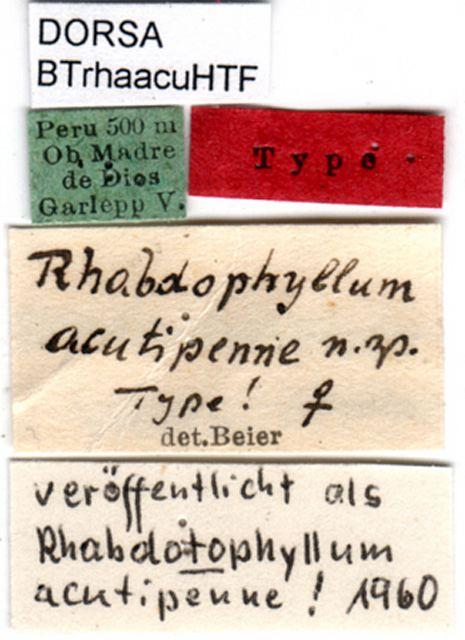 DORSA
BTrhaacuHTF
Peru 500 m
Ob. Madre
de Dios
Garlepp V.
Type.
Rhabdophyllum
acutipenne n.sp.
Type! ♀
det.Beier
veröffentlicht als
Rhabdotophyllum
acutipenne! 1960